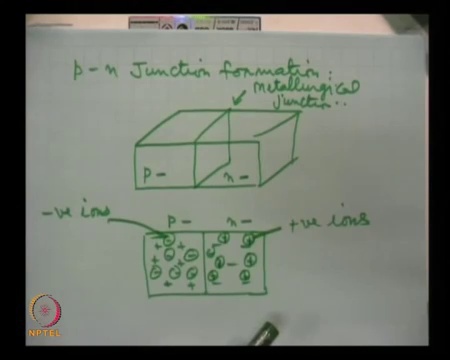 p-n Junction formation:
metallurgical
junction..
p- n-
-ve ions p- n- +ve ions
NPTEL